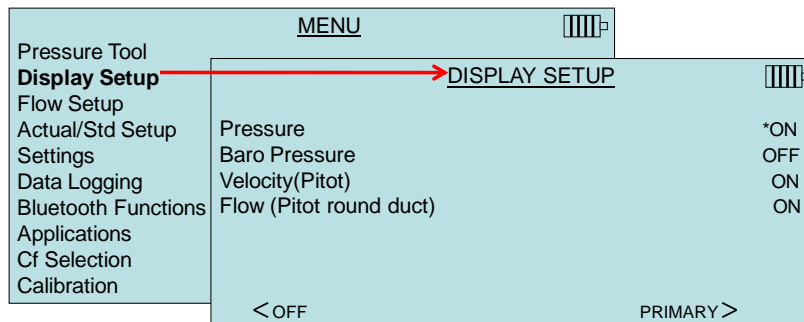 MENU
Pressure Tool
Display Setup
Flow Setup
Actual/Std Setup
Settings
Data Logging
Bluetooth Functions
Applications
Cf Selection
Calibration
DISPLAY SETUP
Pressure *ON
Baro Pressure OFF
Velocity(Pitot) ON
Flow (Pitot round duct) ON
<OFF PRIMARY>